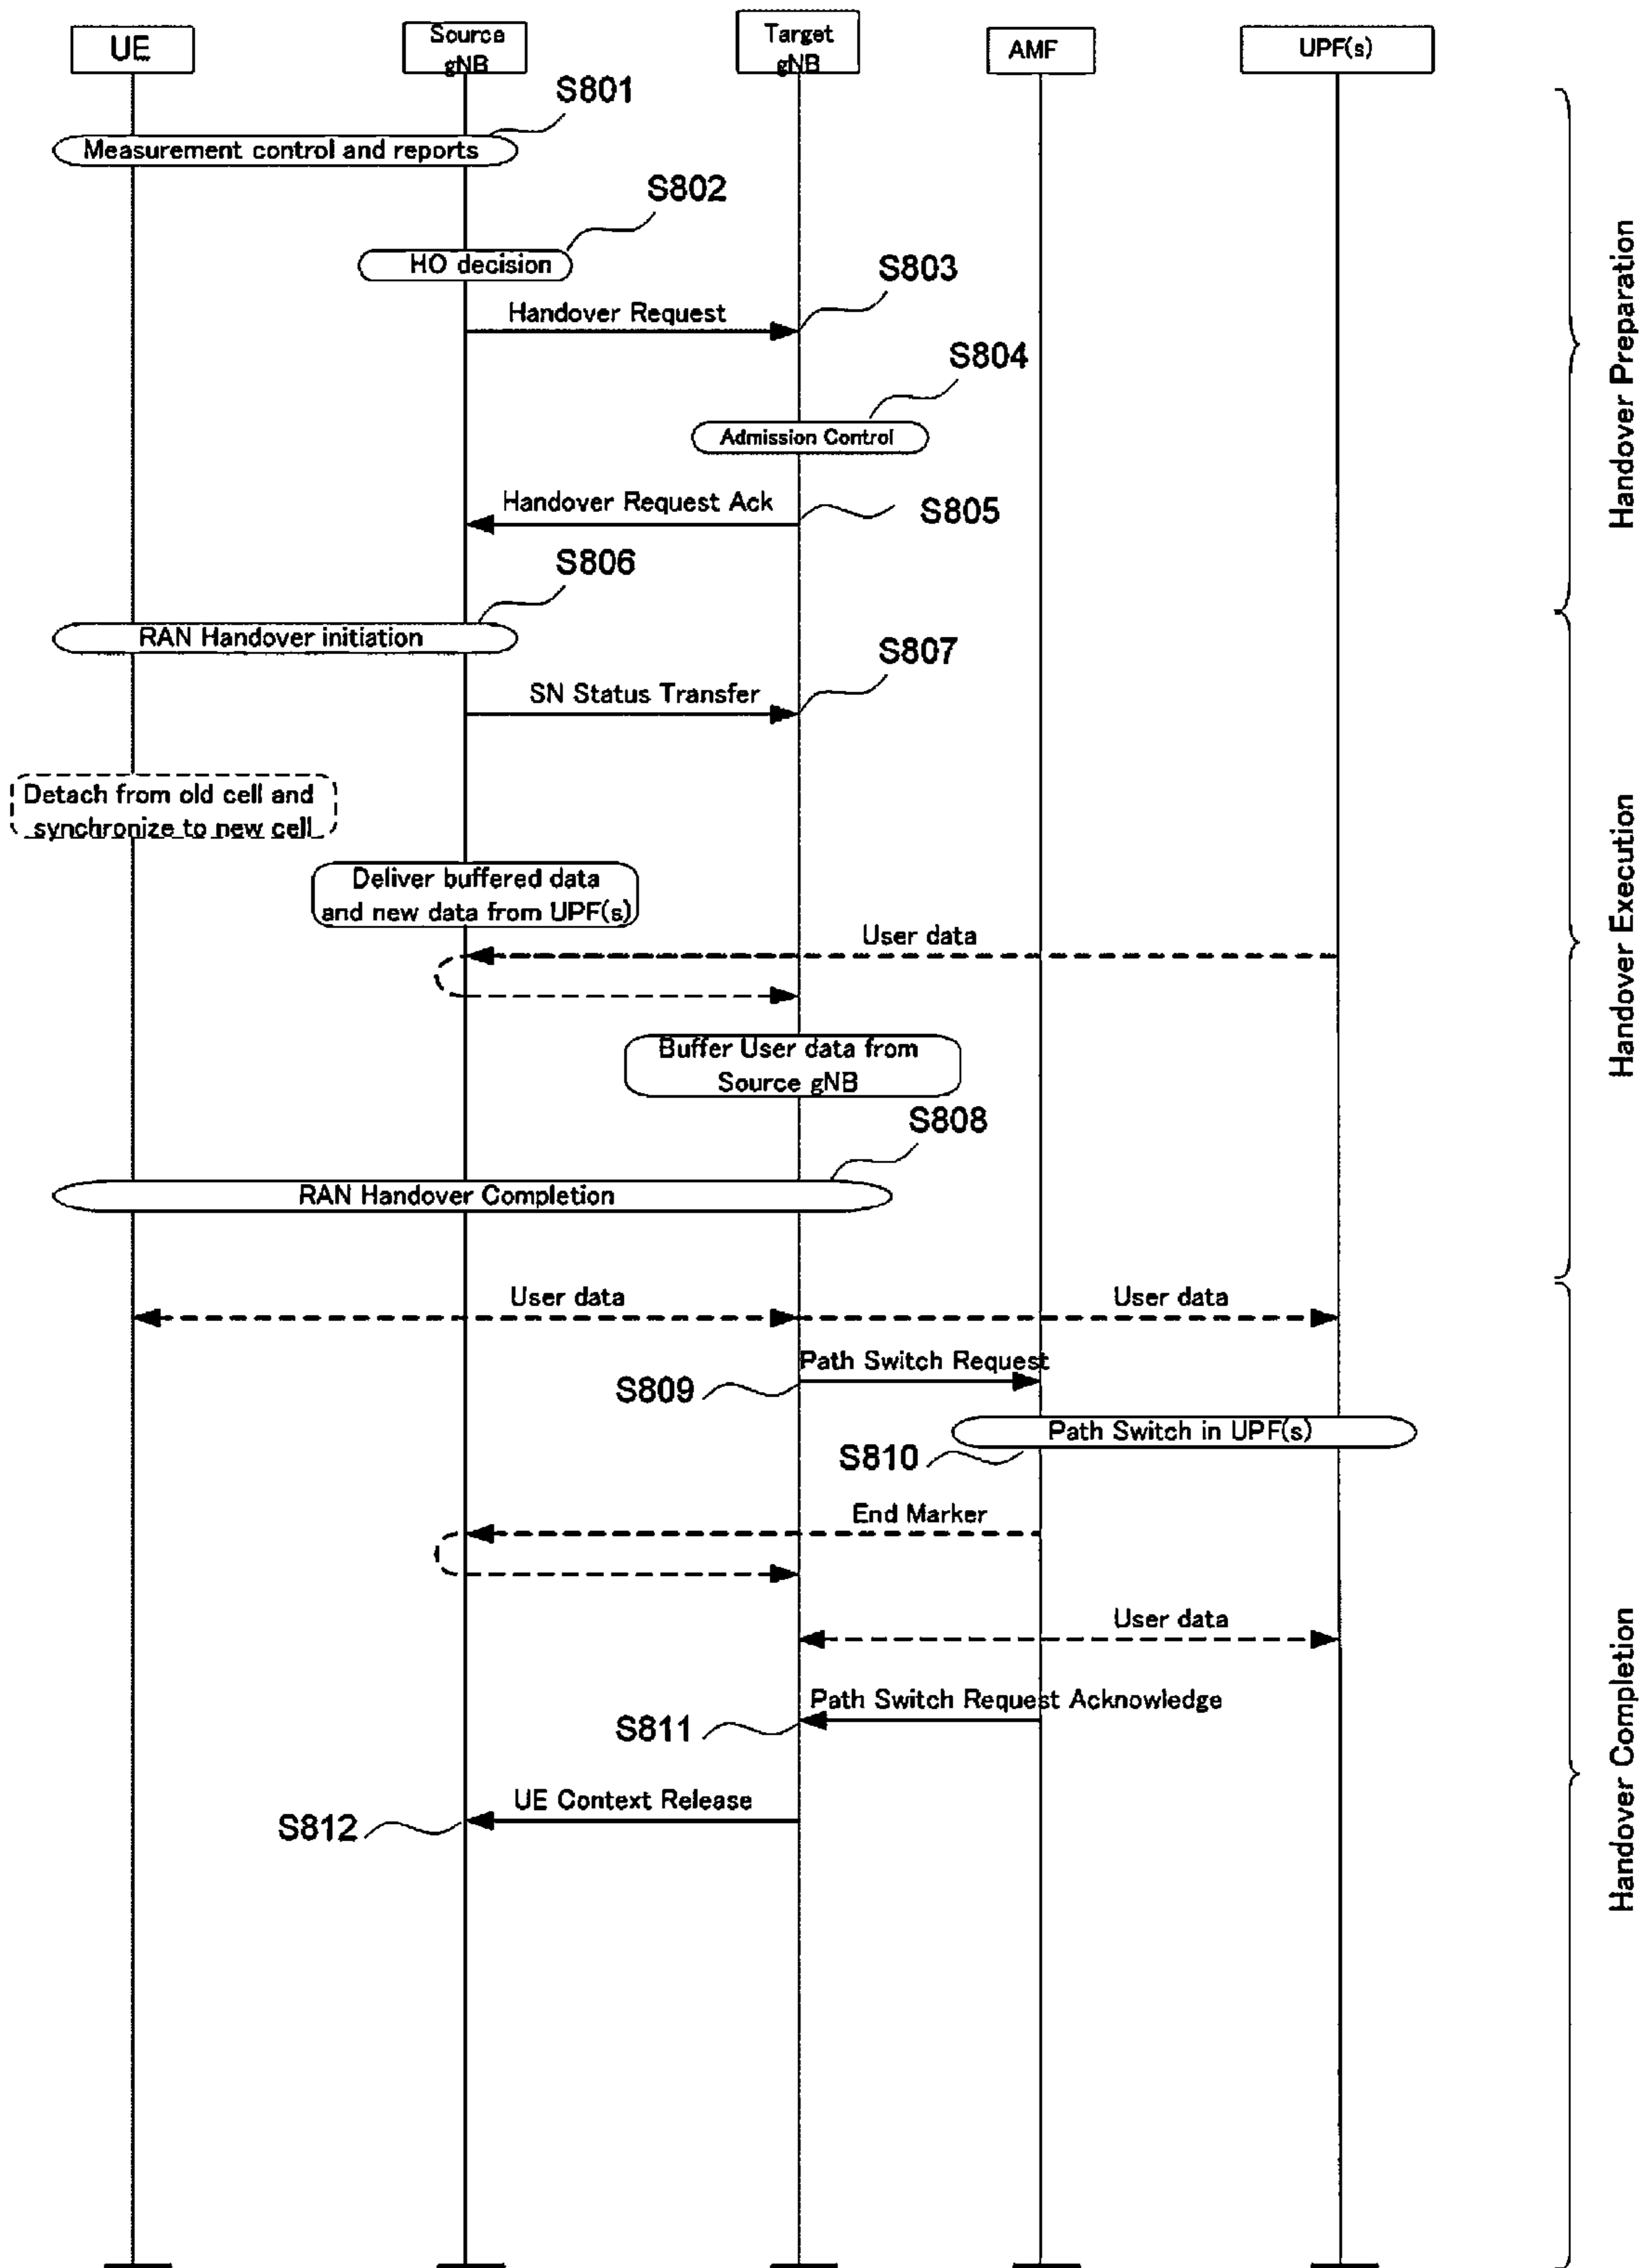 UE
Source
gNB
Target
gNB
AMF
UPF(s)
S801
Measurement control and reports
S802
HO decision
S803
Handover Request
S804
Admission Control
Handover Request Ack
S805
Handover Preparation
S806
RAN Handover initiation
S807
SN Status Transfer
Detach from old cell and
synchronize to new cell
Deliver buffered data
and new data from UPF(s)
User data
Buffer User data from
Source gNB
S808
RAN Handover Completion
Handover Execution
User data
User data
Path Switch Request
S809
Path Switch in UPF(s)
S810
End Marker
User data
Path Switch Request Acknowledge
S811
UE Context Release
S812
Handover Completion